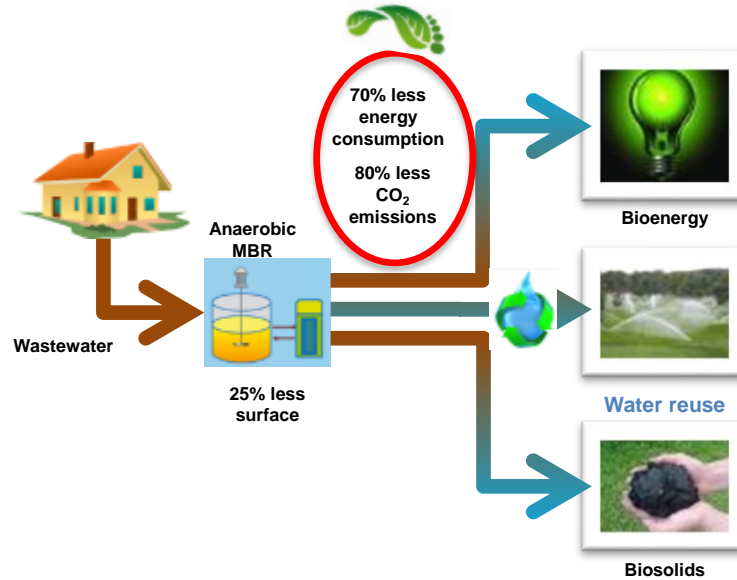 70% less
energy
consumption
80% less
CO₂
emissions
Bioenergy
Anaerobic
MBR
Wastewater
25% less
surface
Water reuse
Biosolids